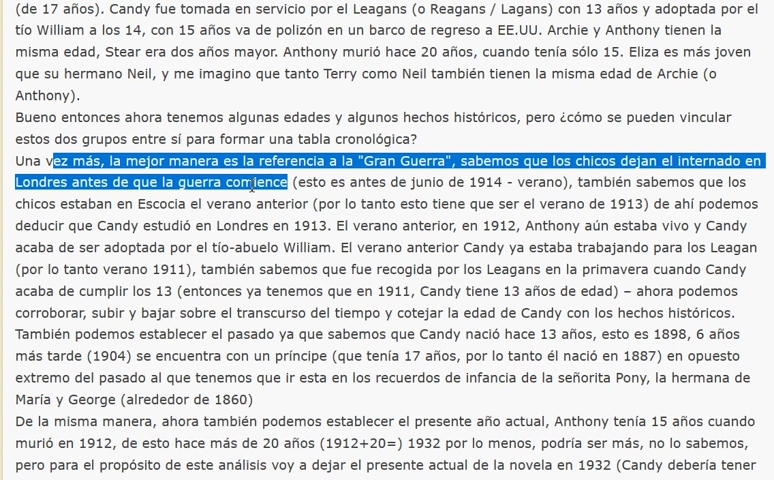 (de 17 años). Candy fue tomada en servicio por el Leagans (o Reagans / Lagans) con 13 años y adoptada por el
tío William a los 14, con 15 años va de polizón en un barco de regreso a EE.UU. Archie y Anthony tienen la
misma edad, Stear era dos años mayor. Anthony murió hace 20 años, cuando tenía sólo 15. Eliza es más joven
que su hermano Neil, y me imagino que tanto Terry como Neil también tienen la misma edad de Archie (o
Anthony).
Bueno entonces ahora tenemos algunas edades y algunos hechos históricos, pero ¿cómo se pueden vincular
estos dos grupos entre sí para formar una tabla cronológica?
Una vez más, la mejor manera es la referencia a la "Gran Guerra", sabemos que los chicos dejan el internado en
Londres antes de que la guerra comience (esto es antes de junio de 1914 - verano), también sabemos que los
chicos estaban en Escocia el verano anterior (por lo tanto esto tiene que ser el verano de 1913) de ahí podemos
deducir que Candy estudió en Londres en 1913. El verano anterior, en 1912, Anthony aún estaba vivo y Candy
acaba de ser adoptada por el tío-abuelo William. El verano anterior Candy ya estaba trabajando para los Leagan
(por lo tanto verano 1911), también sabemos que fue recogida por los Leagans en la primavera cuando Candy
acaba de cumplir los 13 (entonces ya tenemos que en 1911, Candy tiene 13 años de edad) – ahora podemos
corroborar, subir y bajar sobre el transcurso del tiempo y cotejar la edad de Candy con los hechos históricos.
También podemos establecer el pasado ya que sabemos que Candy nació hace 13 años, esto es 1898, 6 años
más tarde (1904) se encuentra con un príncipe (que tenía 17 años, por lo tanto él nació en 1887) en opuesto
extremo del pasado al que tenemos que ir esta en los recuerdos de infancia de la señorita Pony, la hermana de
María y George (alrededor de 1860)
De la misma manera, ahora también podemos establecer el presente año actual, Anthony tenía 15 años cuando
murió en 1912, de esto hace más de 20 años (1912+20=) 1932 por lo menos, podría ser más, no lo sabemos,
pero para el propósito de este análisis voy a dejar el presente actual de la novela en 1932 (Candy debería tener